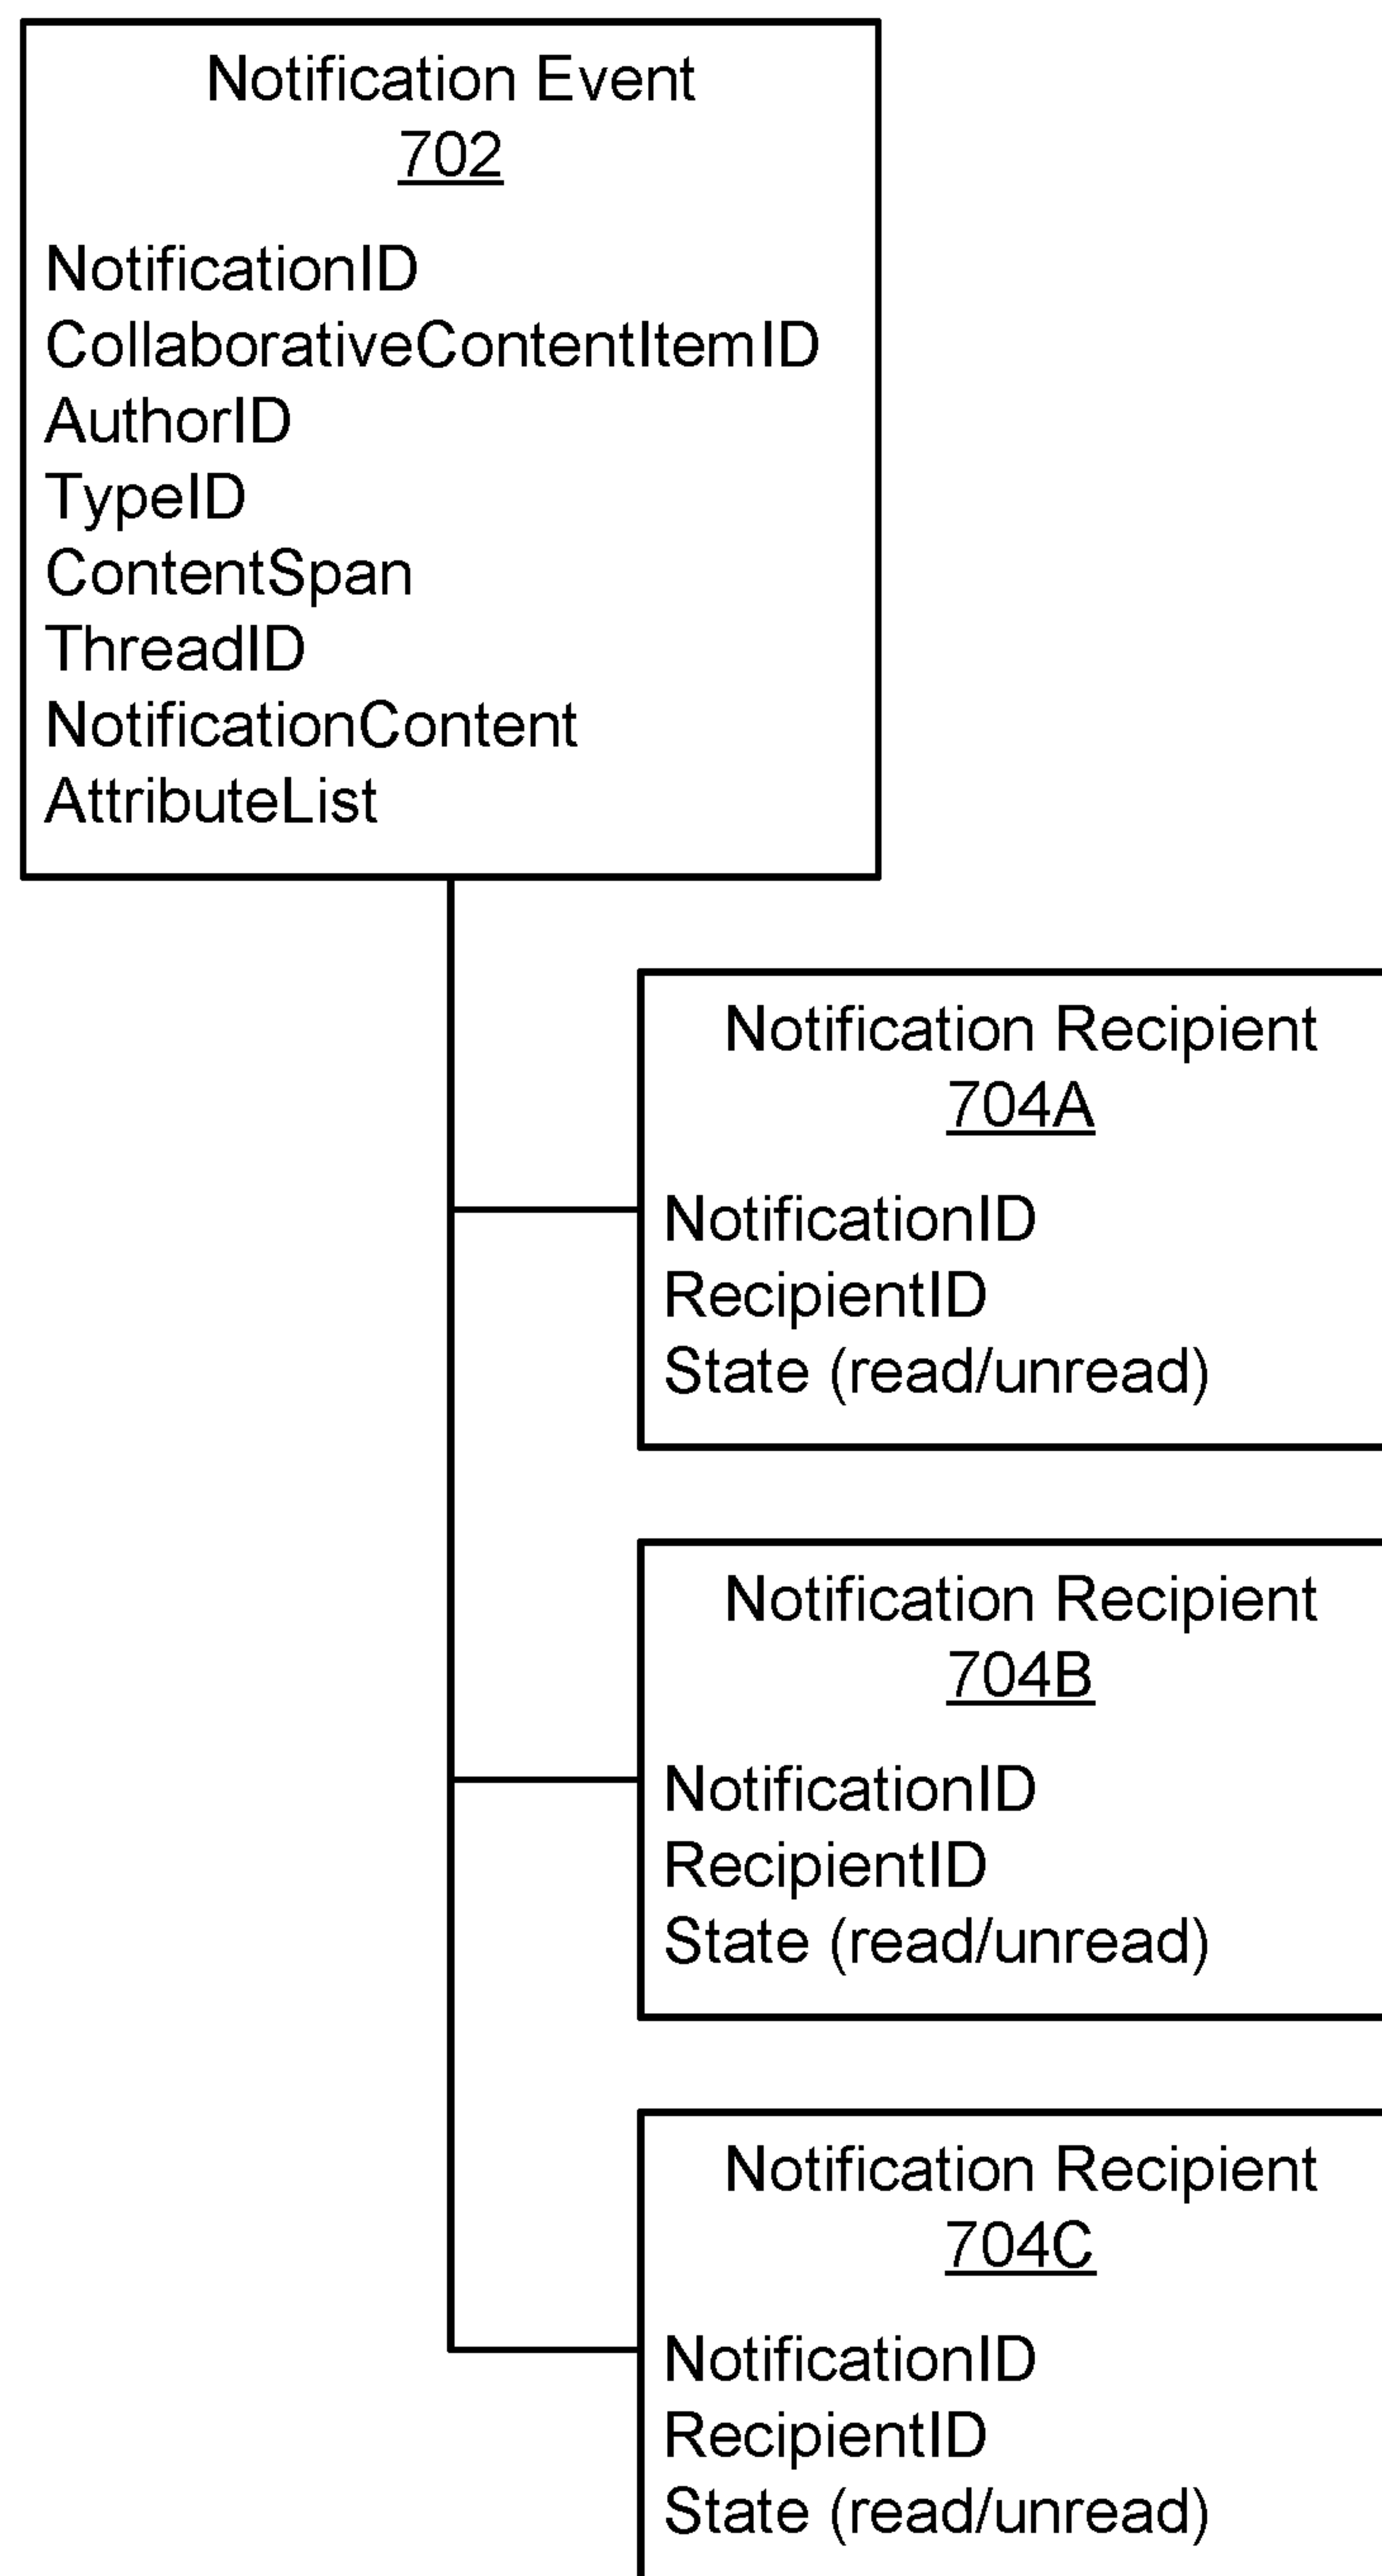 Notification Event
702
NotificationID
CollaborativeContentItemID
AuthorID
TypeID
ContentSpan
ThreadID
NotificationContent
AttributeList
Notification Recipient
704A
NotificationID
RecipientID
State (read/unread)
Notification Recipient
704B
NotificationID
RecipientID
State (read/unread)
Notification Recipient
704C
NotificationID
RecipientID
State (read/unread)